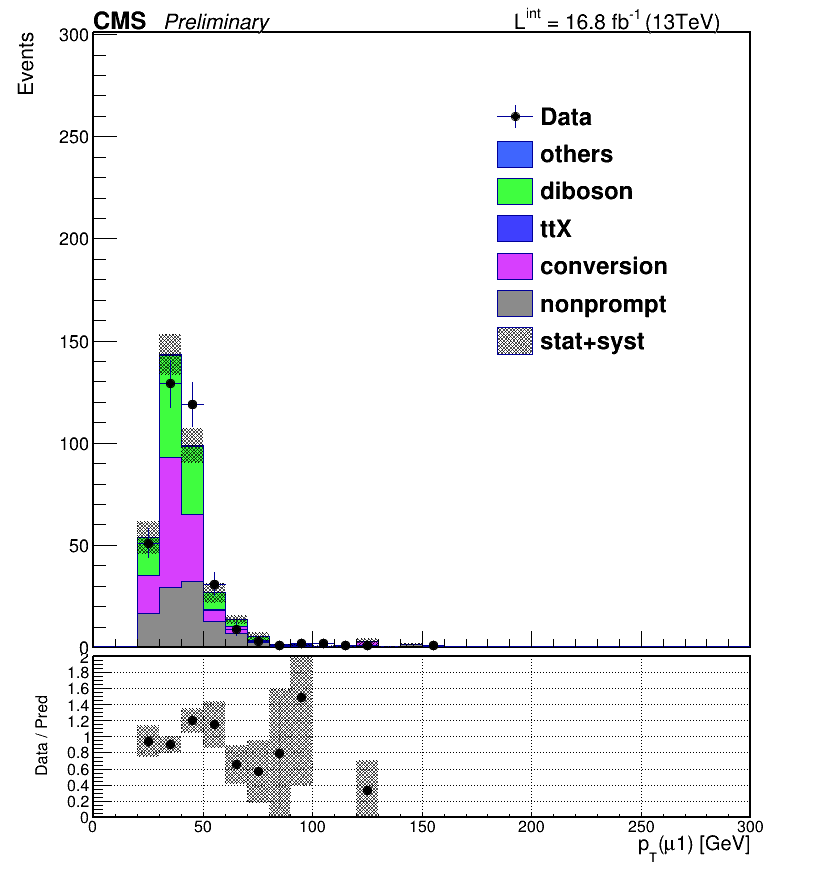 CMS Preliminary L^int = 16.8 fb^-1 (13TeV)
Events
300
250
200
150
100
50
0
Data
others
diboson
ttX
conversion
nonprompt
stat+syst
Data / Pred
2
1.8
1.6
1.4
1.2
1
0.8
0.6
0.4
0.2
0
0 50 100 150 200 250 300
p_T(μ1) [GeV]